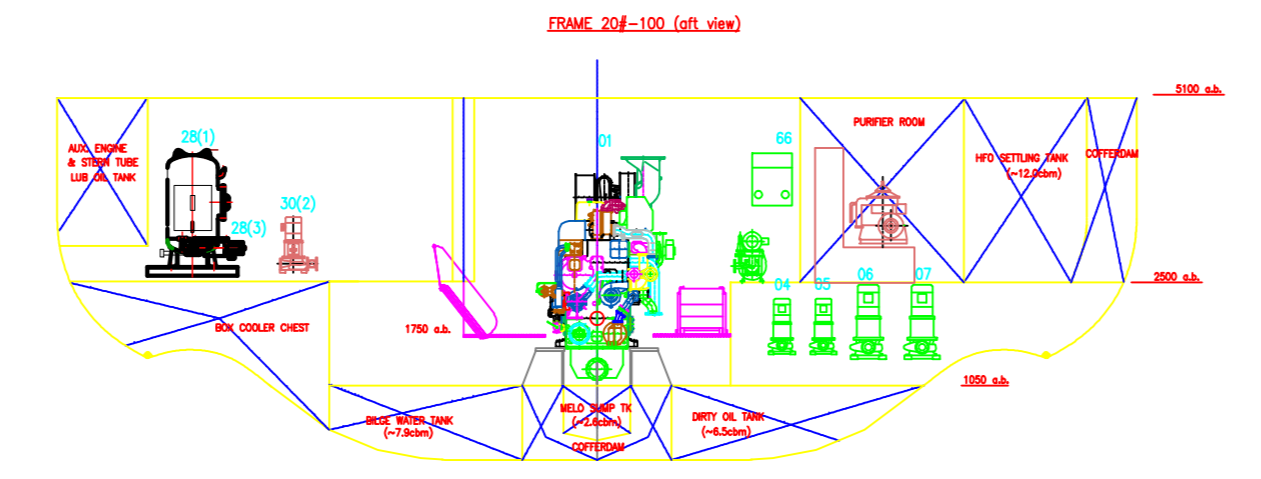 FRAME 20#-100 (aft view)
5100 a.b.
01
28(1)
66
PURIFIER ROOM
AUX. ENGINE
& STERN TUBE
LUB OIL TANK
HFO SETTLING TANK
(~12.0cbm)
COFFERDAM
30(2)
28(3)
2500 a.b.
04
05
06
07
BOX COOLER CHEST
1750 a.b.
1050 a.b.
BILGE WATER TANK
(~7.9cbm)
MELO SUMP TK
(~2.6cbm)
COFFERDAM
DIRTY OIL TANK
(~6.5cbm)